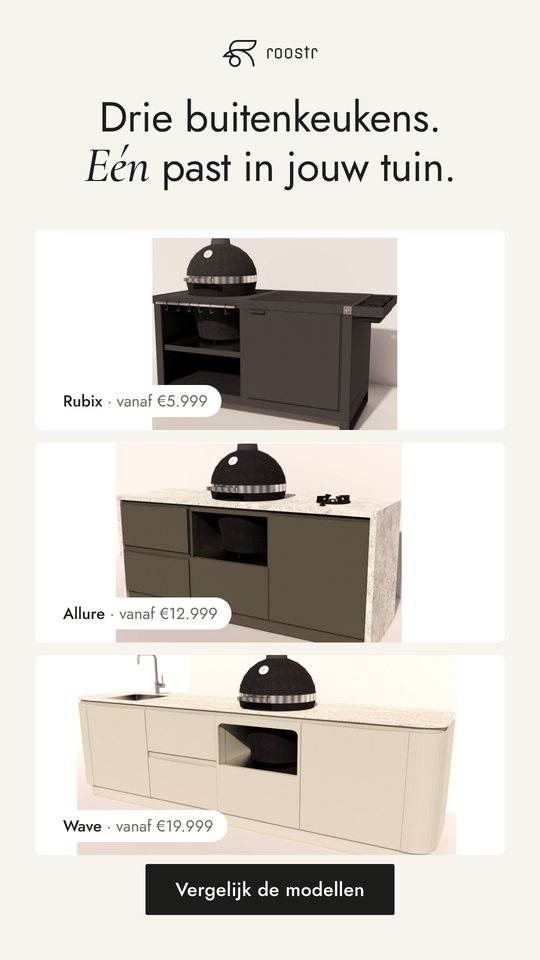 roostr
Drie buitenkeukens.
Eén past in jouw tuin.
Rubix · vanaf €5.999
Allure · vanaf €12.999
Wave · vanaf €19.999
Vergelijk de modellen